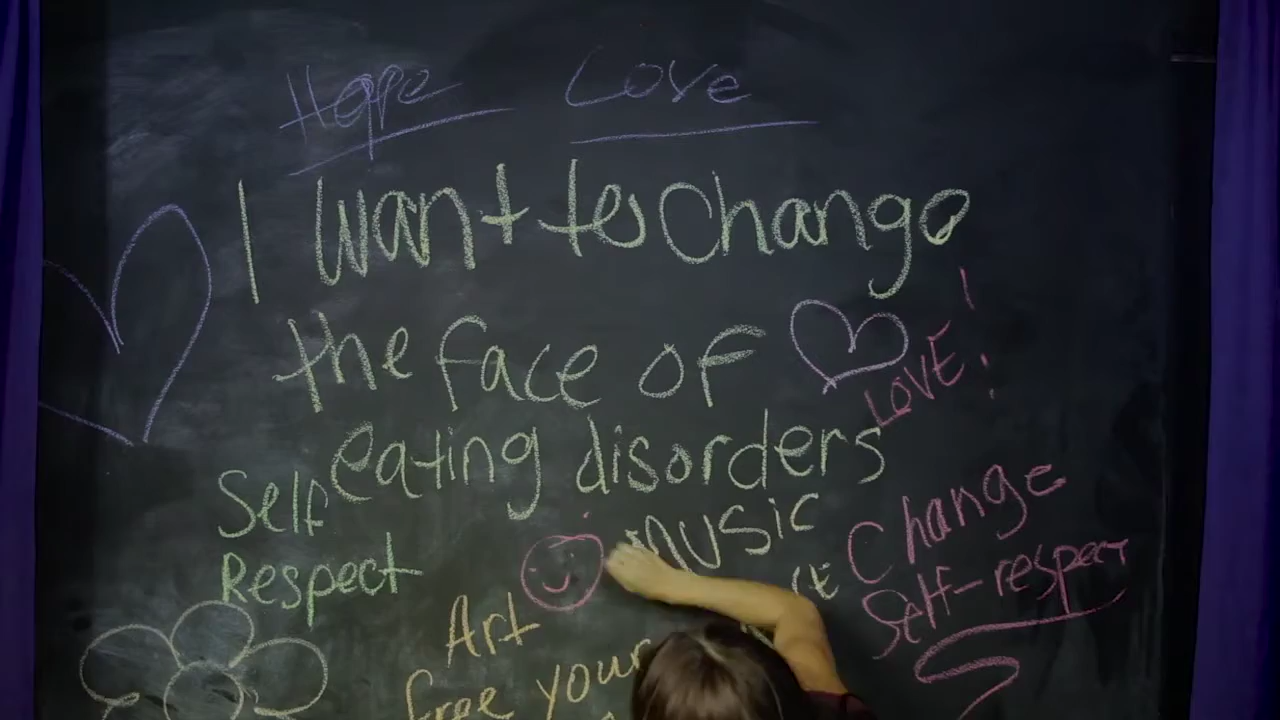 Hope Love
I want to change
the face of
LOVE!
eating disorders
Self
Respect
music
Change
Self-respect
Art
free your